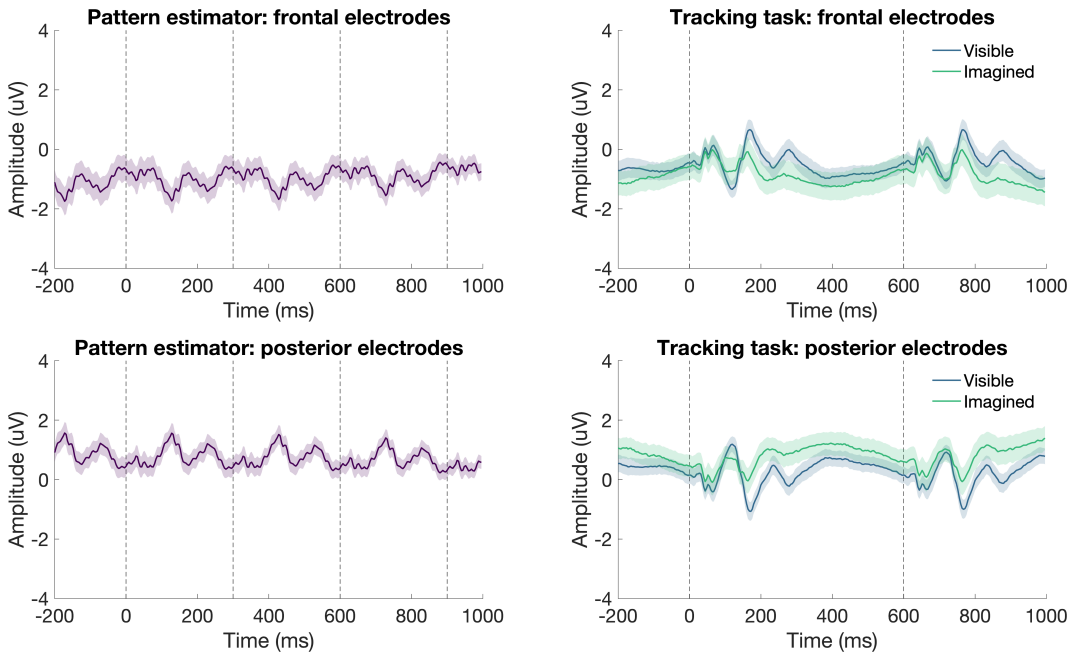 Pattern estimator: frontal electrodes
Amplitude (uV)
4
2
0
-2
-4
-200 0 200 400 600 800 1000
Time (ms)
Tracking task: frontal electrodes
Visible
Imagined
Amplitude (uV)
4
2
0
-2
-4
-200 0 200 400 600 800 1000
Time (ms)
Pattern estimator: posterior electrodes
Amplitude (uV)
4
2
0
-2
-4
-200 0 200 400 600 800 1000
Time (ms)
Tracking task: posterior electrodes
Visible
Imagined
Amplitude (uV)
4
2
0
-2
-4
-200 0 200 400 600 800 1000
Time (ms)